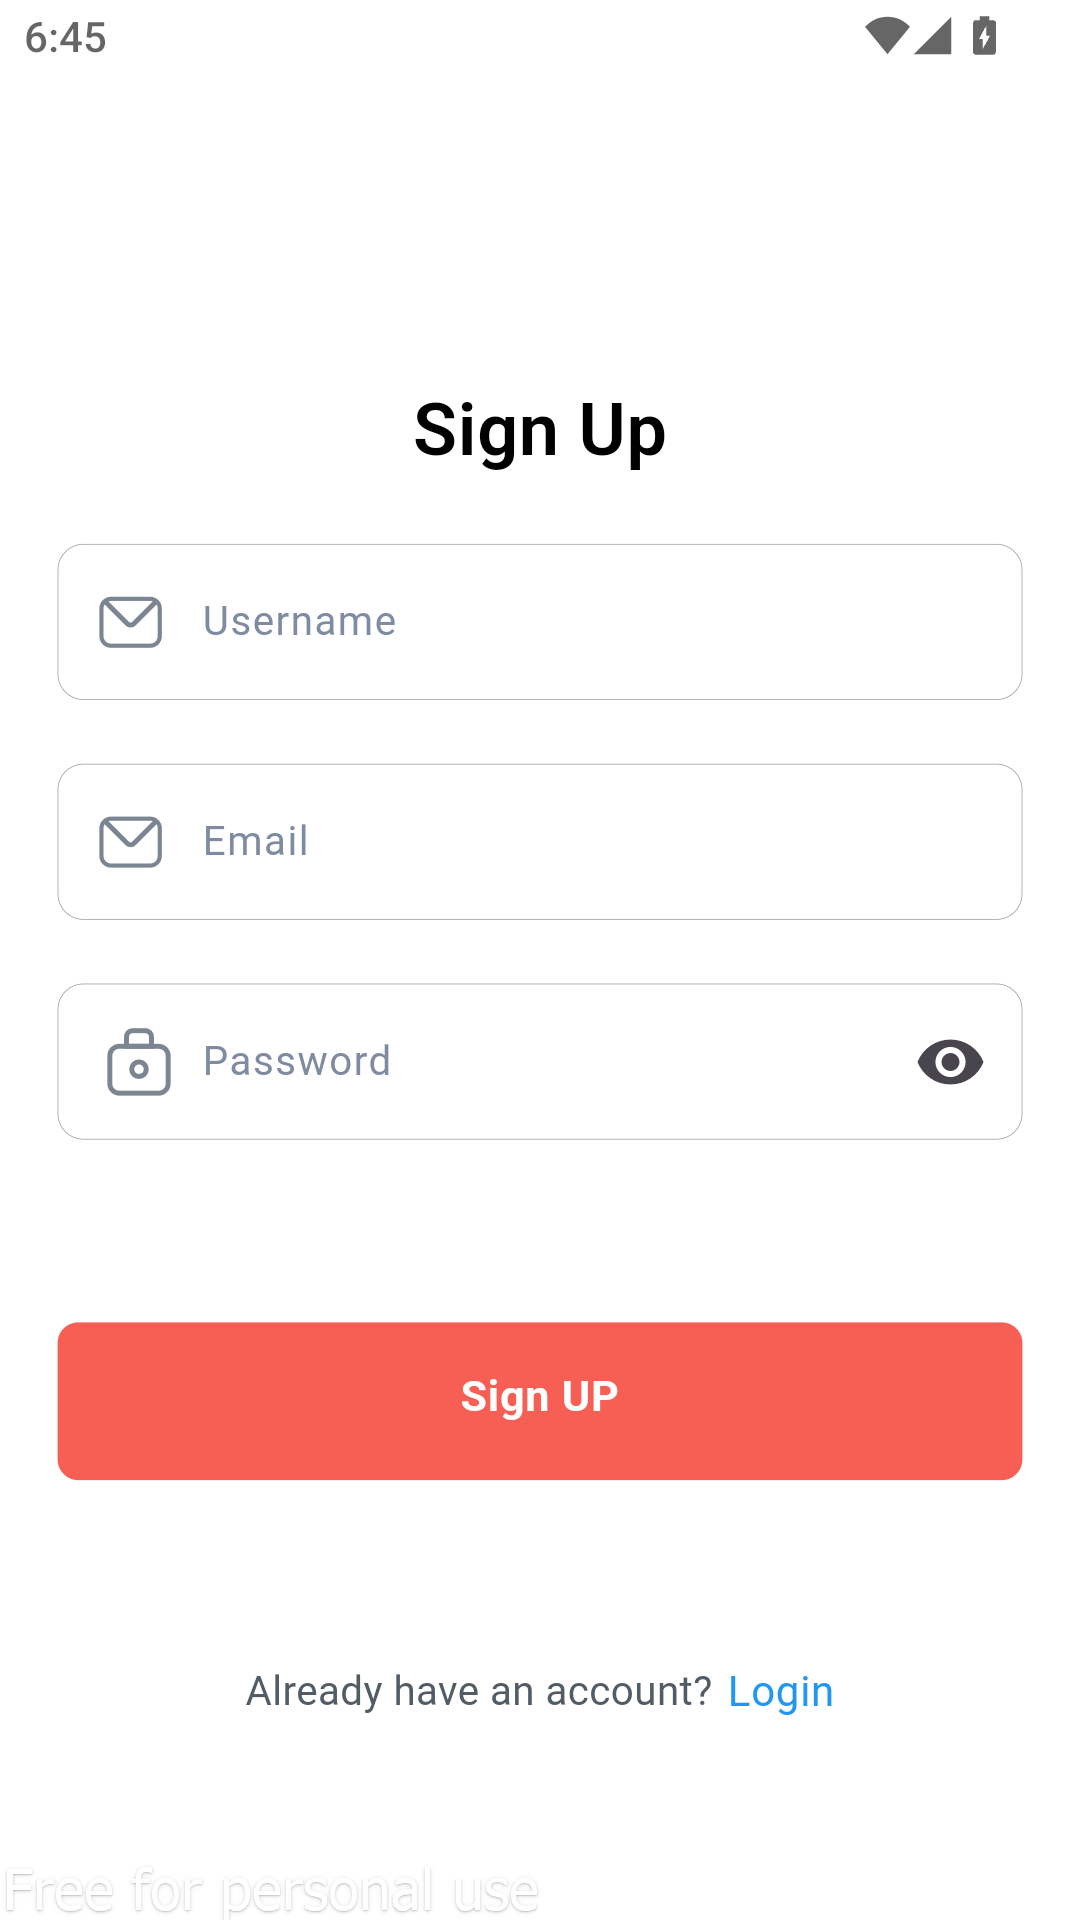 6:45
Sign Up
Username
Email
Password
Sign UP
Already have an account? Login
Free for personal use